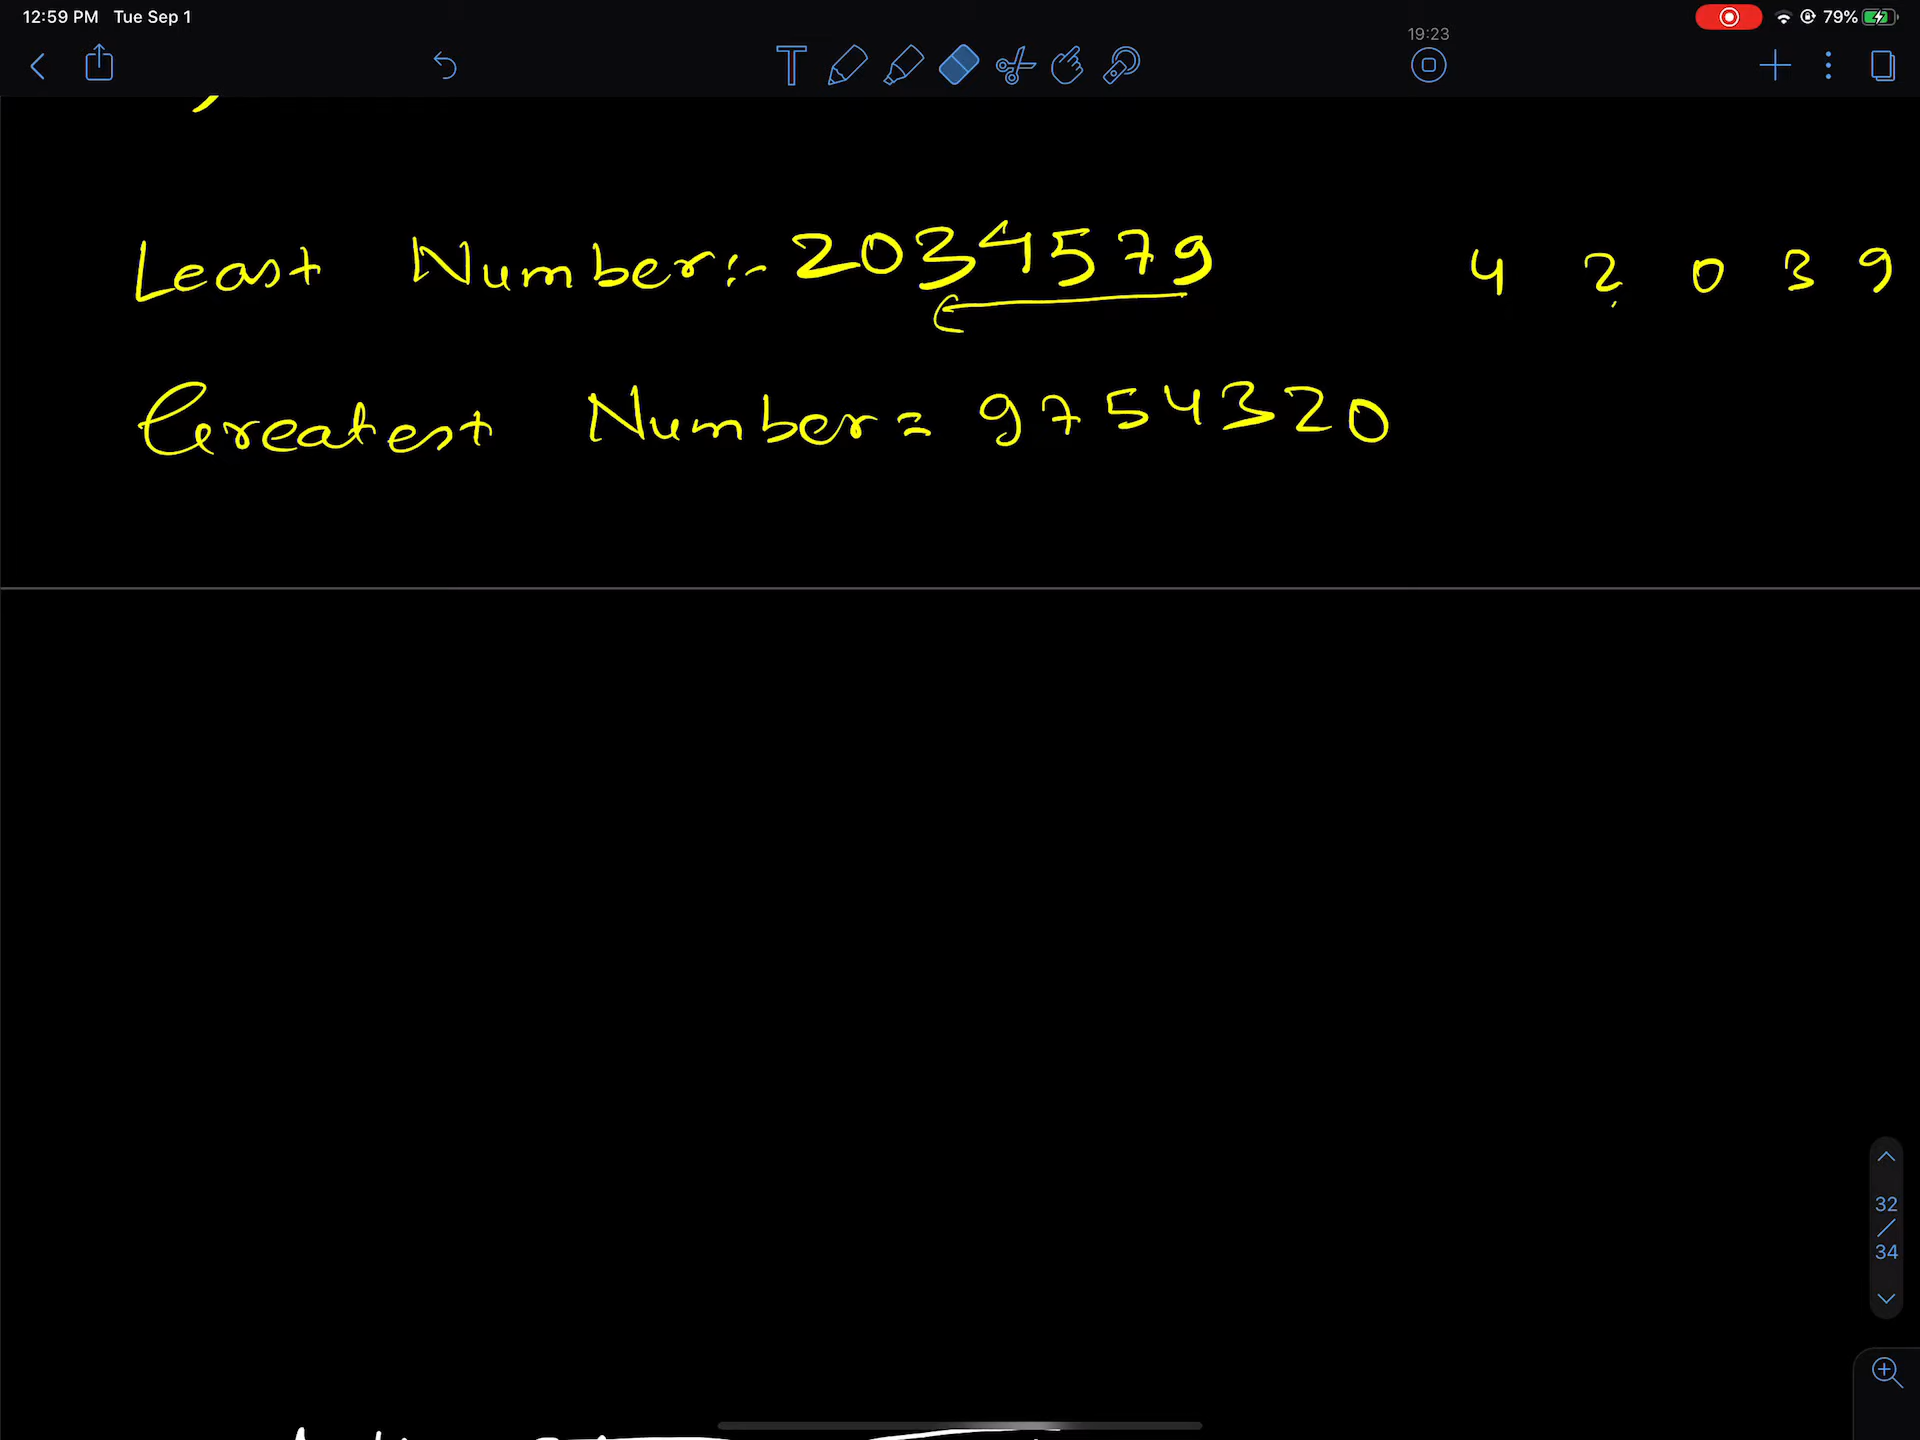 12:59 PM Tue Sep 1 79%
19:23
Least Number:- 2034579 4 2 0 3 9
Greatest Number = 9754320
32
34